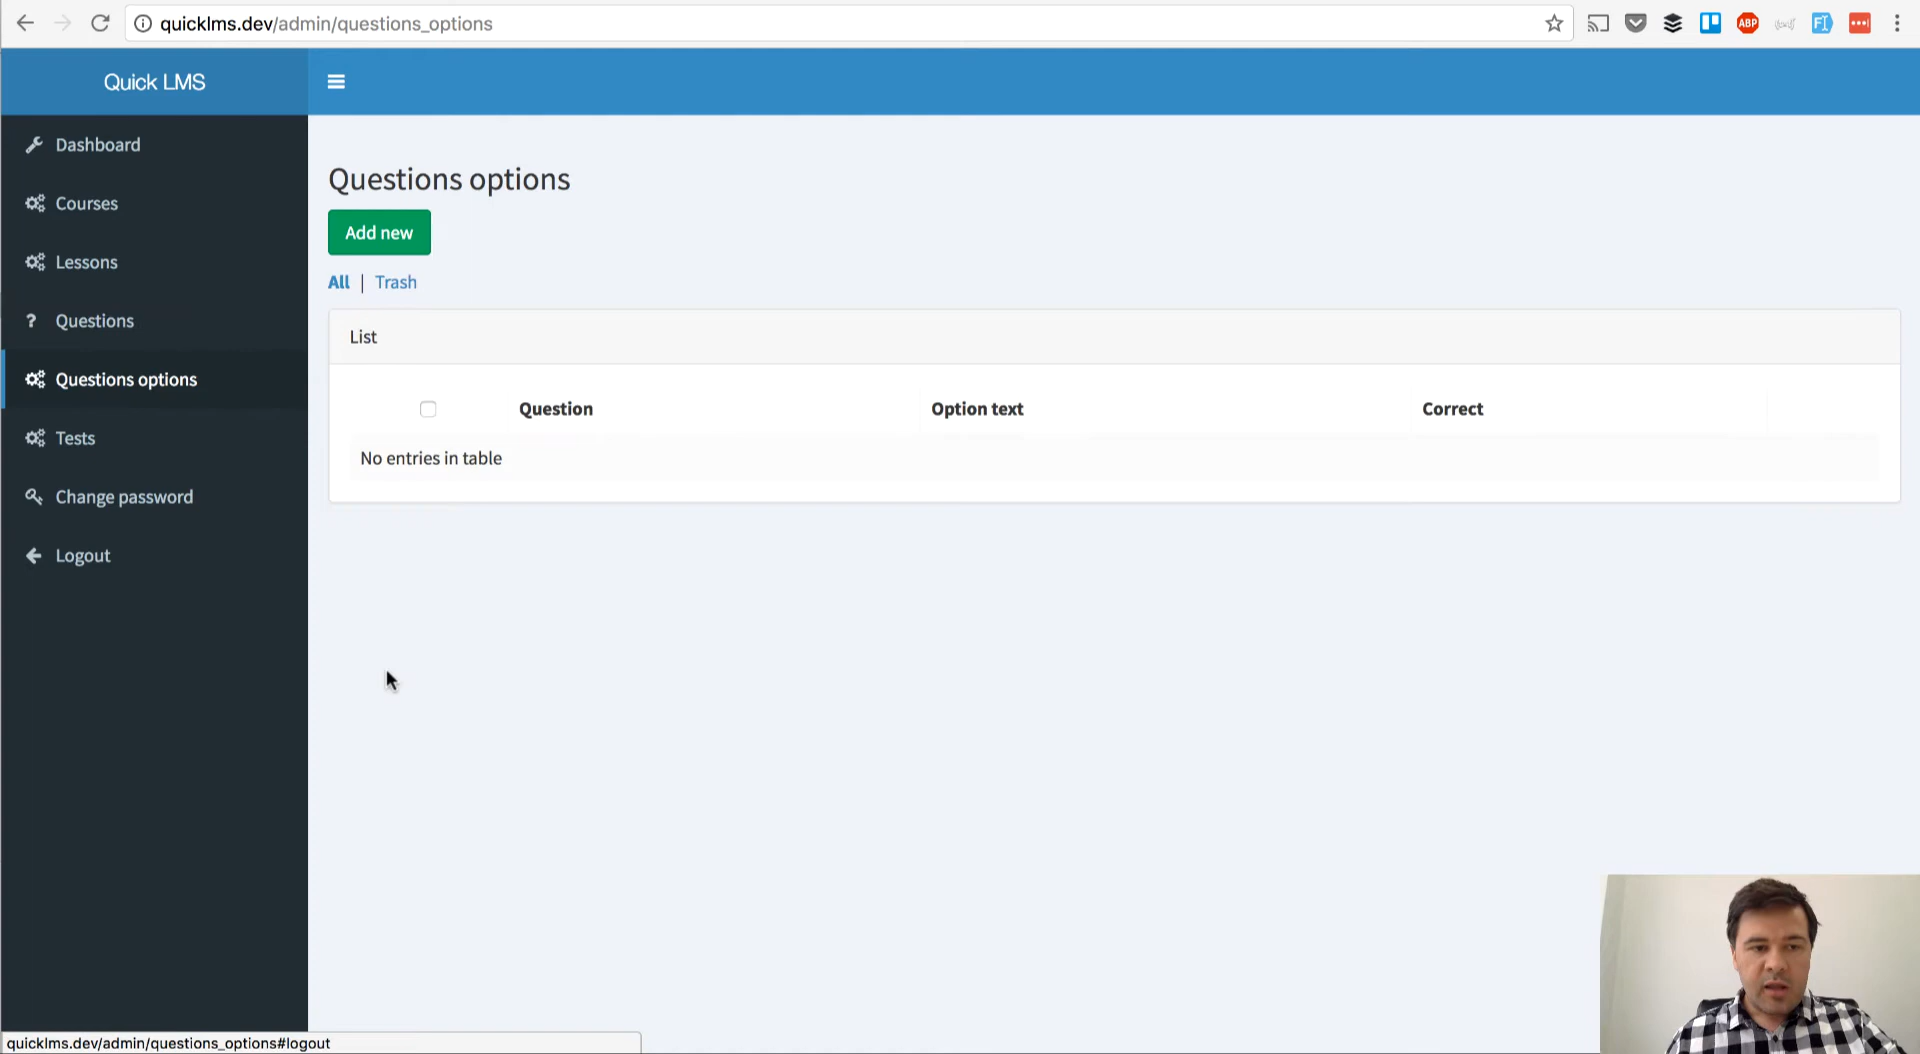 quicklms.dev/admin/questions_options
ABP
Quick LMS
Dashboard
Courses
Lessons
? Questions
Questions options
Tests
Change password
Logout
Questions options
Add new
All | Trash
List
Question Option text Correct
No entries in table
quicklms.dev/admin/questions_options#logout